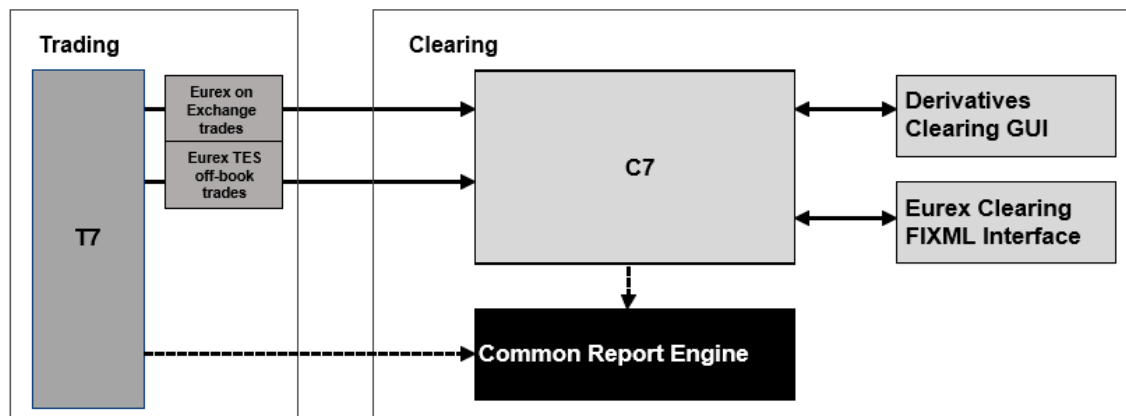 Trading
Clearing
T7
Eurex on
Exchange
trades
Eurex TES
off-book
trades
C7
Derivatives
Clearing GUI
Eurex Clearing
FIXML Interface
Common Report Engine